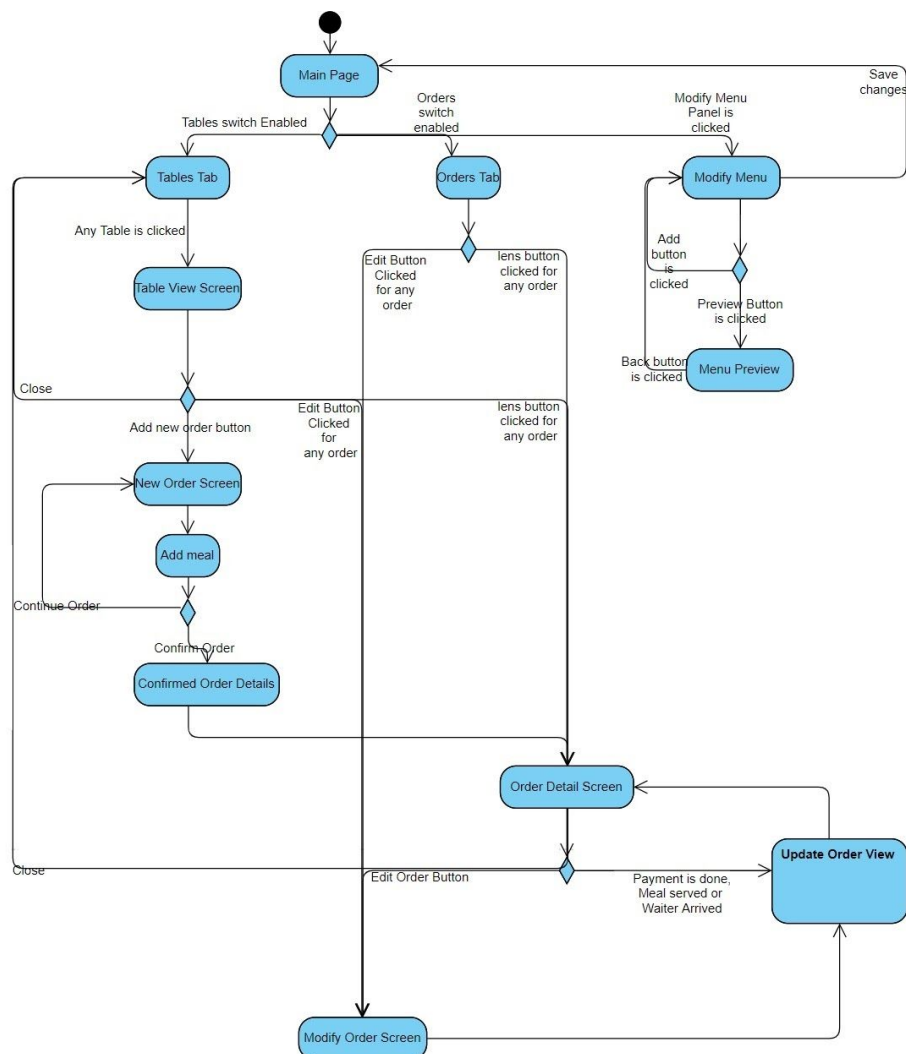 Main Page
Save
changes
Orders
switch
enabled
Modify Menu
Panel is
clicked
Tables switch Enabled
Tables Tab
Orders Tab
Modify Menu
Any Table is clicked
Edit Button
Clicked
for any
order
lens button
clicked for
any order
Add
button
is
clicked
Table View Screen
Preview Button
is clicked
Back button
is clicked
Menu Preview
Close
Add new order button
Edit Button
Clicked
for
any order
lens button
clicked for
any order
New Order Screen
Add meal
Continue Order
Confirm Order
Confirmed Order Details
Order Detail Screen
Update Order View
Close
Edit Order Button
Payment is done,
Meal served or
Waiter Arrived
Modify Order Screen